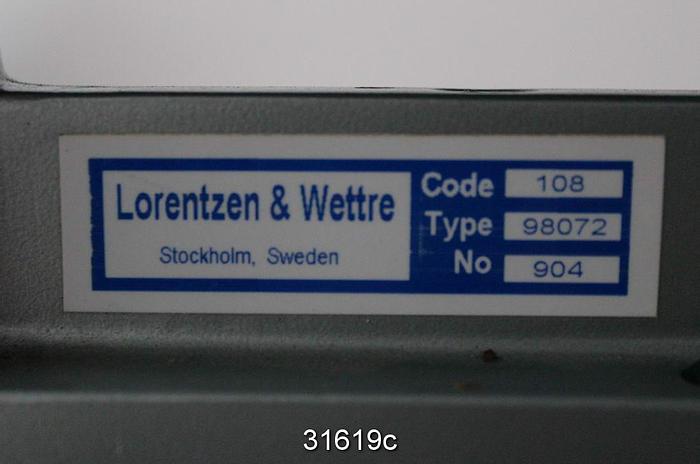 Lorentzen & Wettre
Stockholm, Sweden
Code 108
Type 98072
No 904
31619c